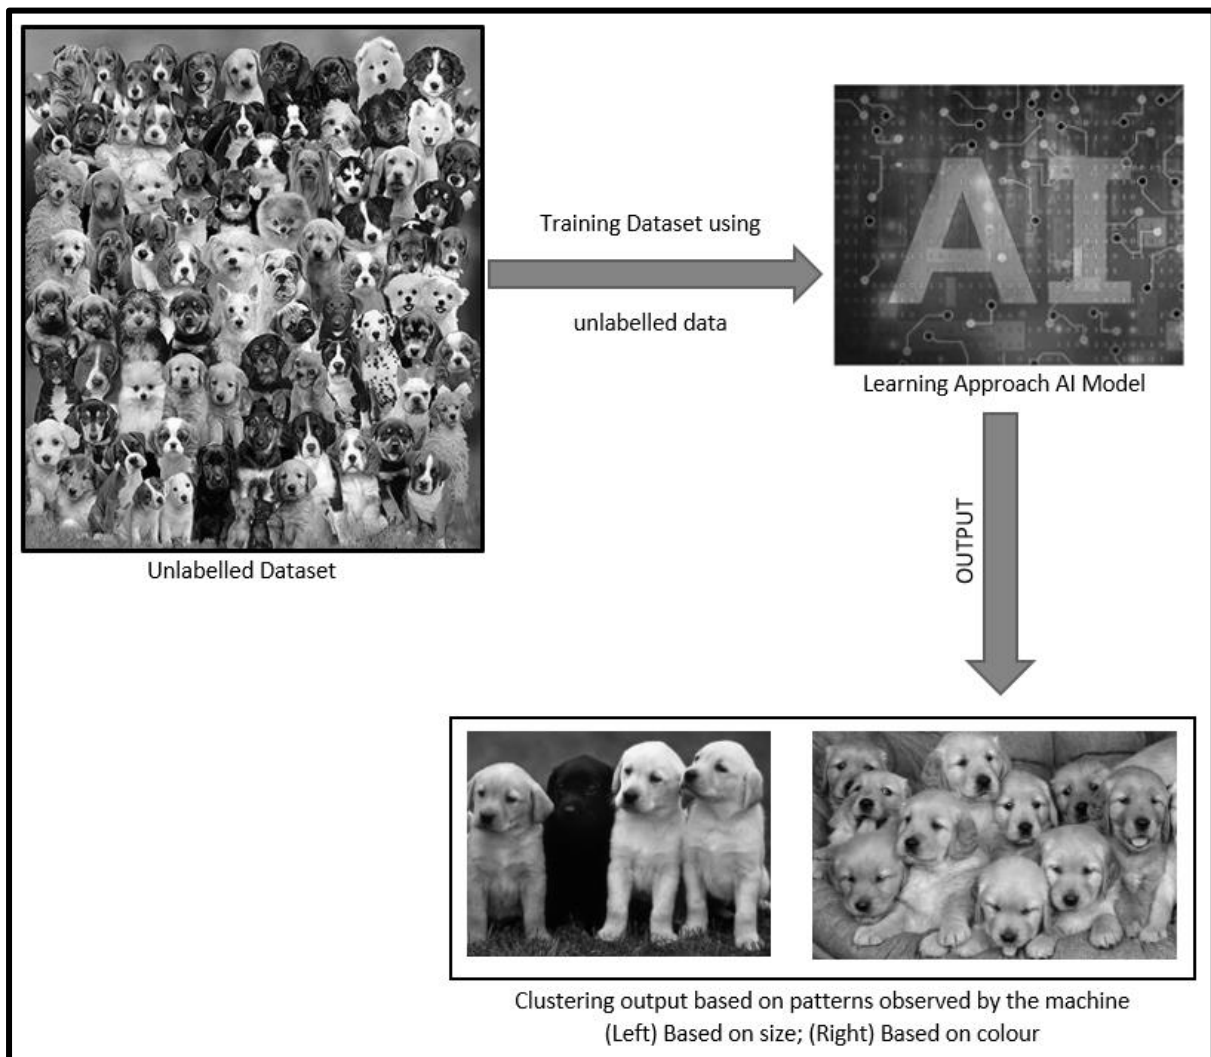 Training Dataset using
unlabelled data
AI
Learning Approach AI Model
Unlabelled Dataset
OUTPUT
Clustering output based on patterns observed by the machine
(Left) Based on size; (Right) Based on colour